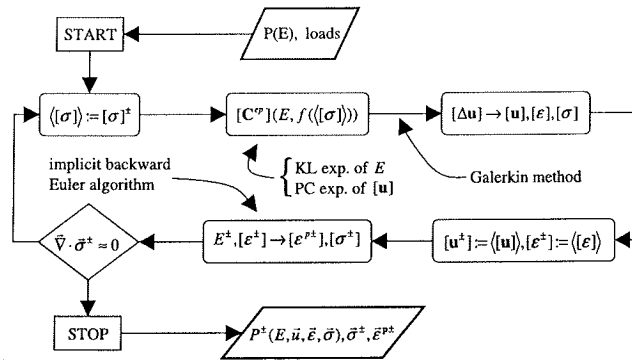 START
P(E), loads
⟨[σ]⟩ := [σ]±
[C^ep](E, f(⟨[σ]⟩))
[Δu] → [u], [ε], [σ]
implicit backward
Euler algorithm
KL exp. of E
PC exp. of [u]
Galerkin method
∇⃗ · σ⃗± ≈ 0
E±, [ε±] → [ε^p±], [σ±]
[u±] := ⟨[u]⟩, [ε±] := ⟨[ε]⟩
STOP
P±(E, u⃗, ε⃗, σ⃗), σ⃗±, ε⃗^p±